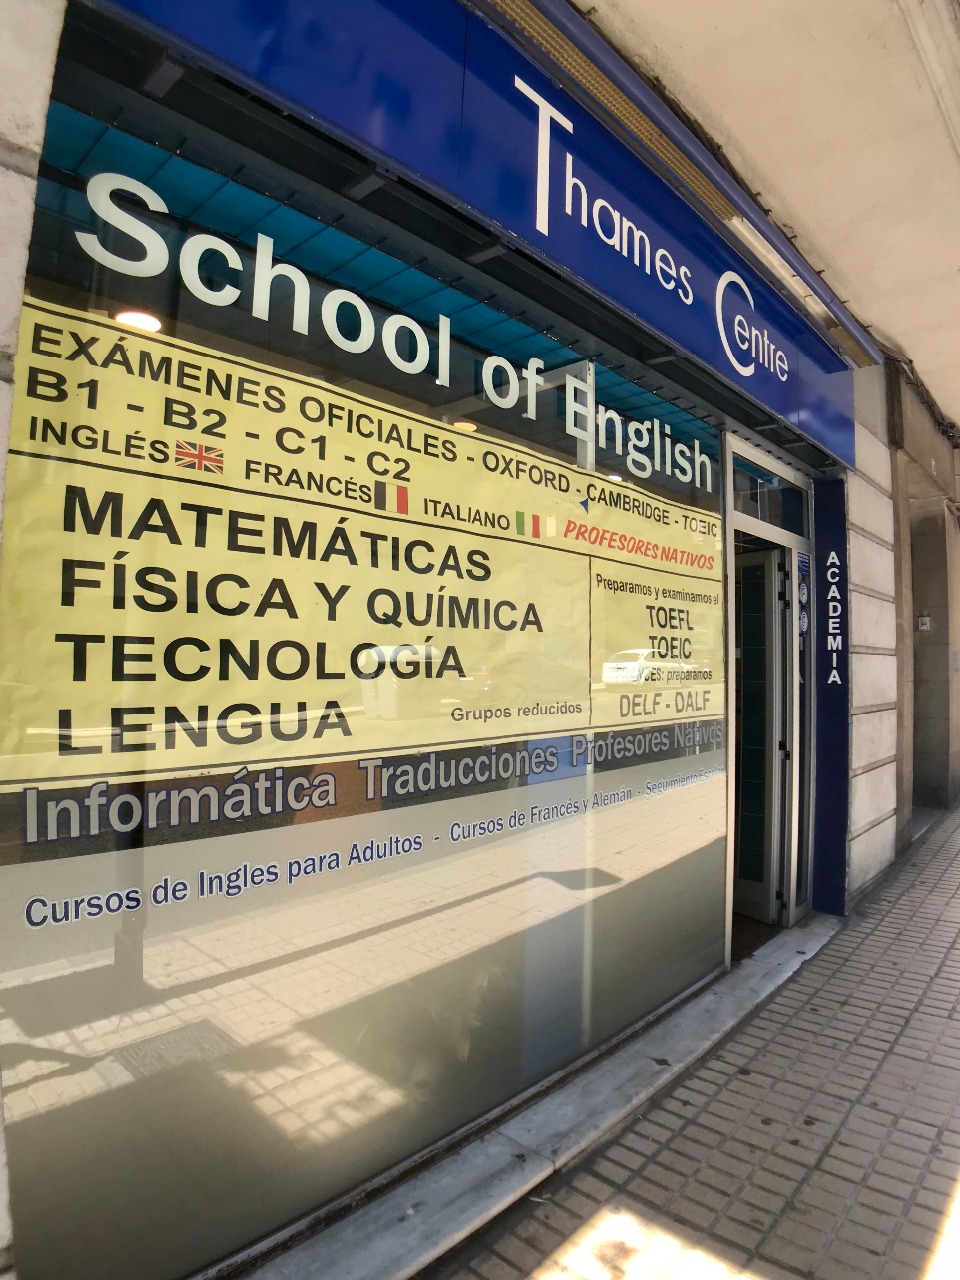 Thames Centre
School of English
EXÁMENES OFICIALES - OXFORD - CAMBRIDGE - TOEIC
B1 - B2 - C1 - C2
INGLÉS FRANCÉS ITALIANO PROFESORES NATIVOS
MATEMÁTICAS
FÍSICA Y QUÍMICA
TECNOLOGÍA
LENGUA
Grupos reducidos
Preparamos y examinamos el
TOEFL
TOEIC
preparamos
DELF - DALF
Informática Traducciones Profesores Nativos
Cursos de Ingles para Adultos - Cursos de Francés y Alemán - Seguimiento
ACADEMIA